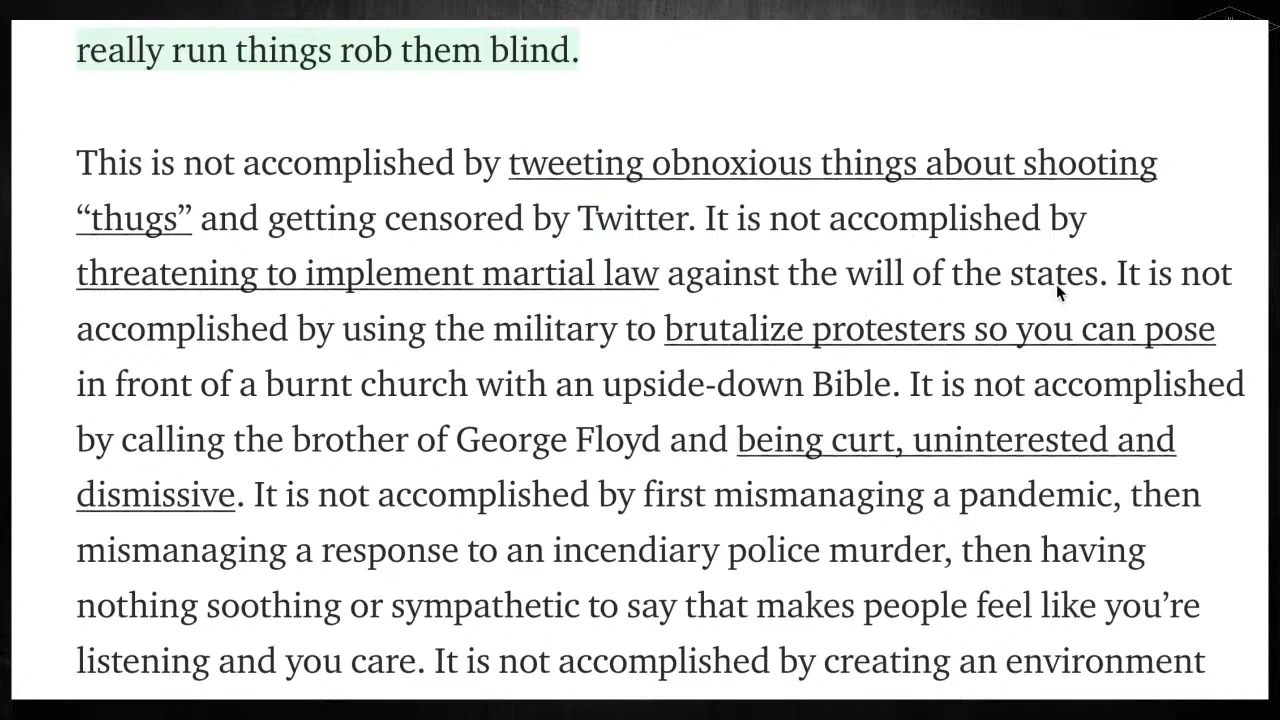 really run things rob them blind.
This is not accomplished by tweeting obnoxious things about shooting
“thugs” and getting censored by Twitter. It is not accomplished by
threatening to implement martial law against the will of the states. It is not
accomplished by using the military to brutalize protesters so you can pose
in front of a burnt church with an upside-down Bible. It is not accomplished
by calling the brother of George Floyd and being curt, uninterested and
dismissive. It is not accomplished by first mismanaging a pandemic, then
mismanaging a response to an incendiary police murder, then having
nothing soothing or sympathetic to say that makes people feel like you’re
listening and you care. It is not accomplished by creating an environment